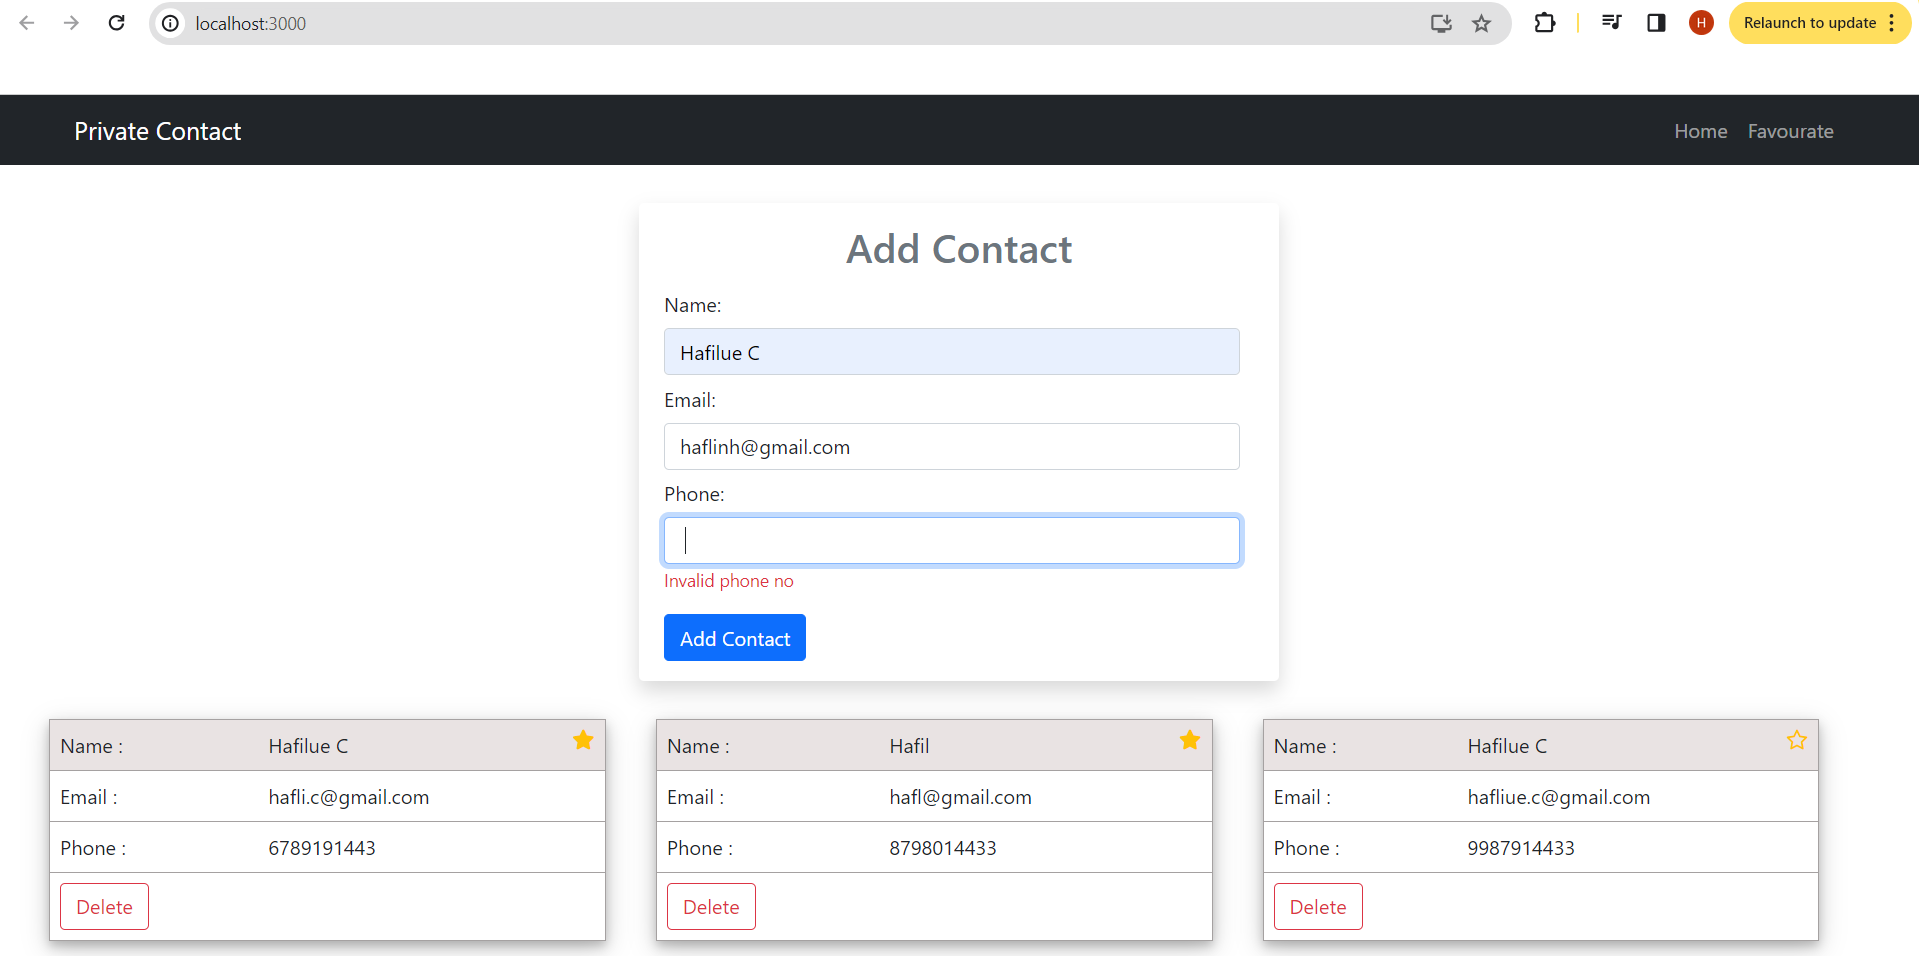 localhost:3000
H
Relaunch to update
Private Contact
Home Favourate
Add Contact
Name:
Hafilue C
Email:
haflinh@gmail.com
Phone:
Invalid phone no
Add Contact
Name : Hafilue C
Email : hafli.c@gmail.com
Phone : 6789191443
Delete
Name : Hafil
Email : hafl@gmail.com
Phone : 8798014433
Delete
Name : Hafilue C
Email : hafliue.c@gmail.com
Phone : 9987914433
Delete